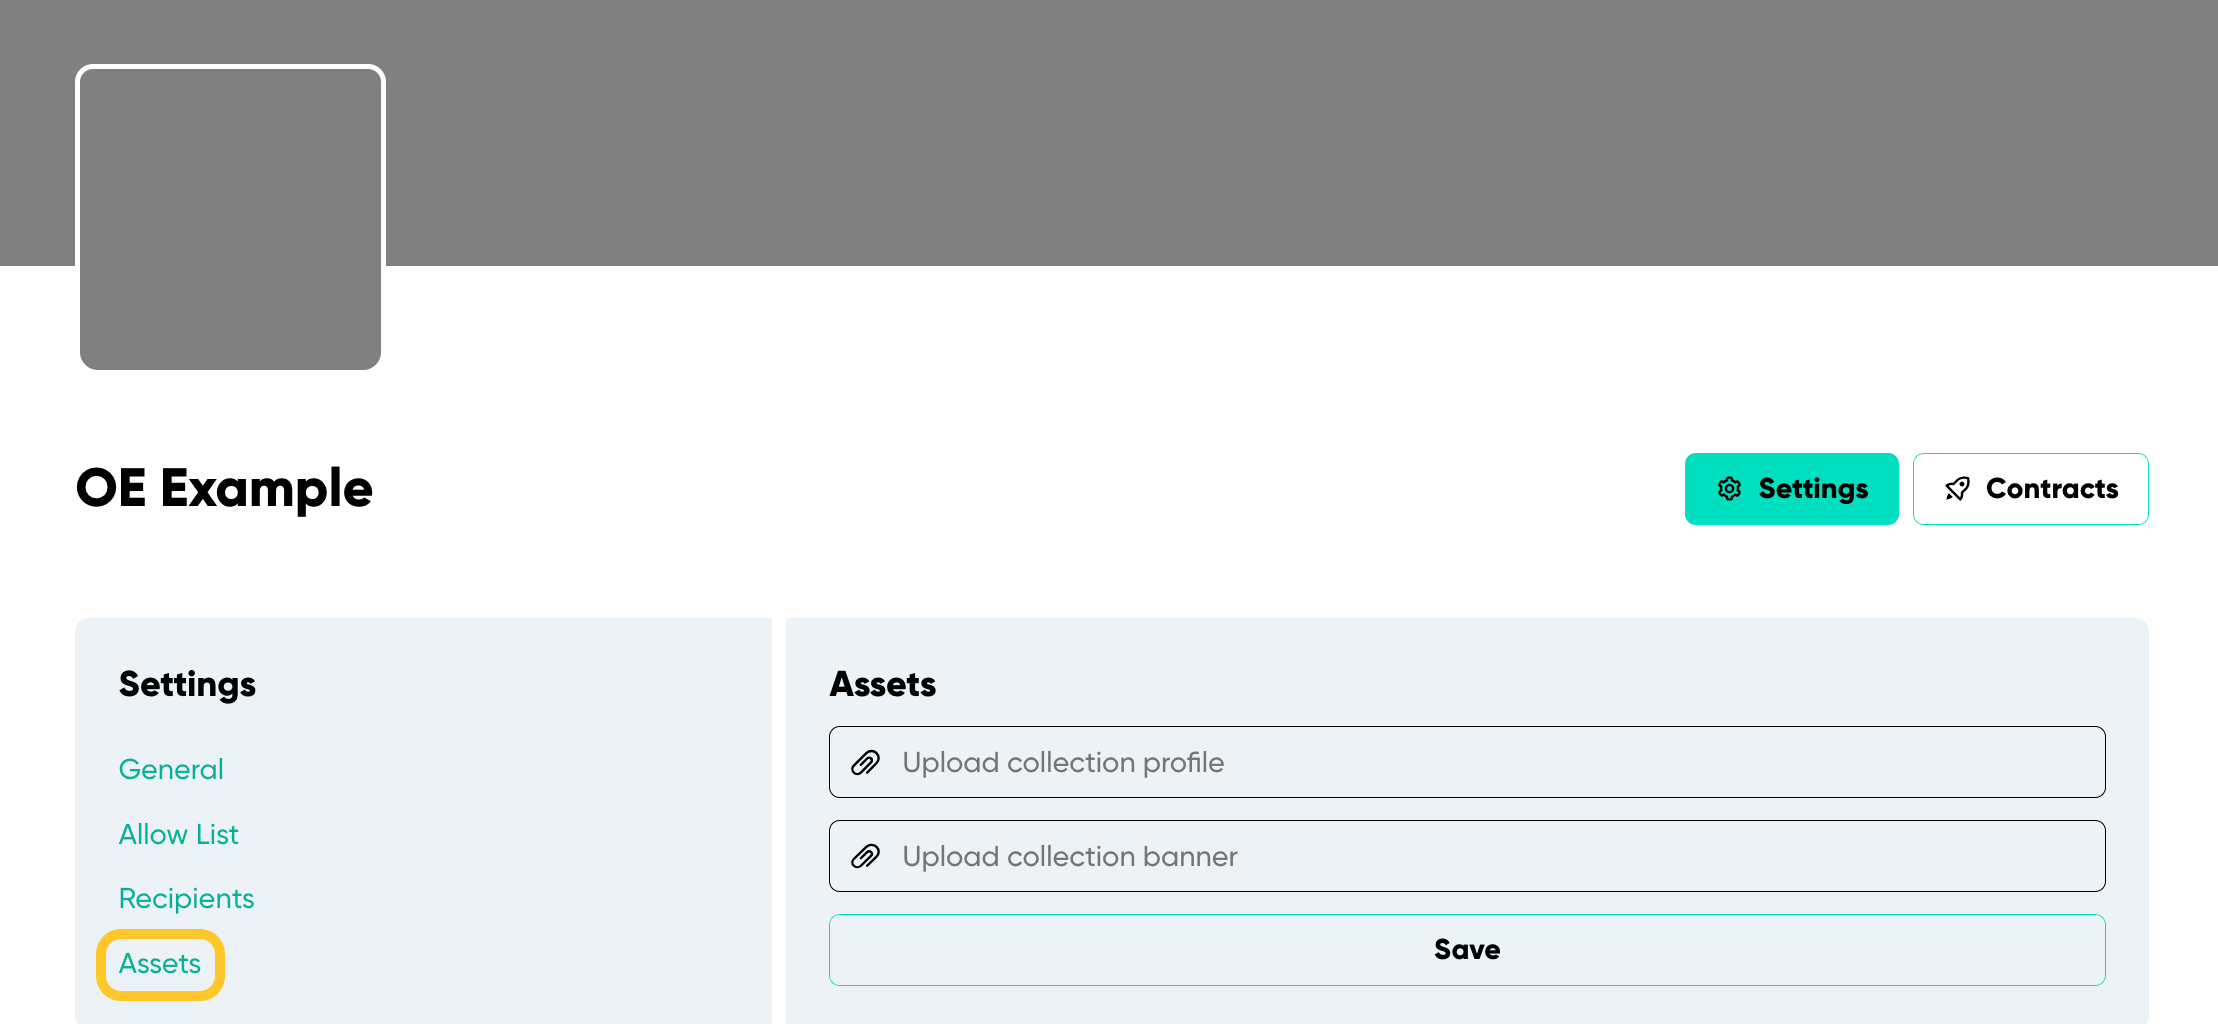 OE Example
Settings
Contracts
Settings
General
Allow List
Recipients
Assets
Assets
Upload collection profile
Upload collection banner
Save